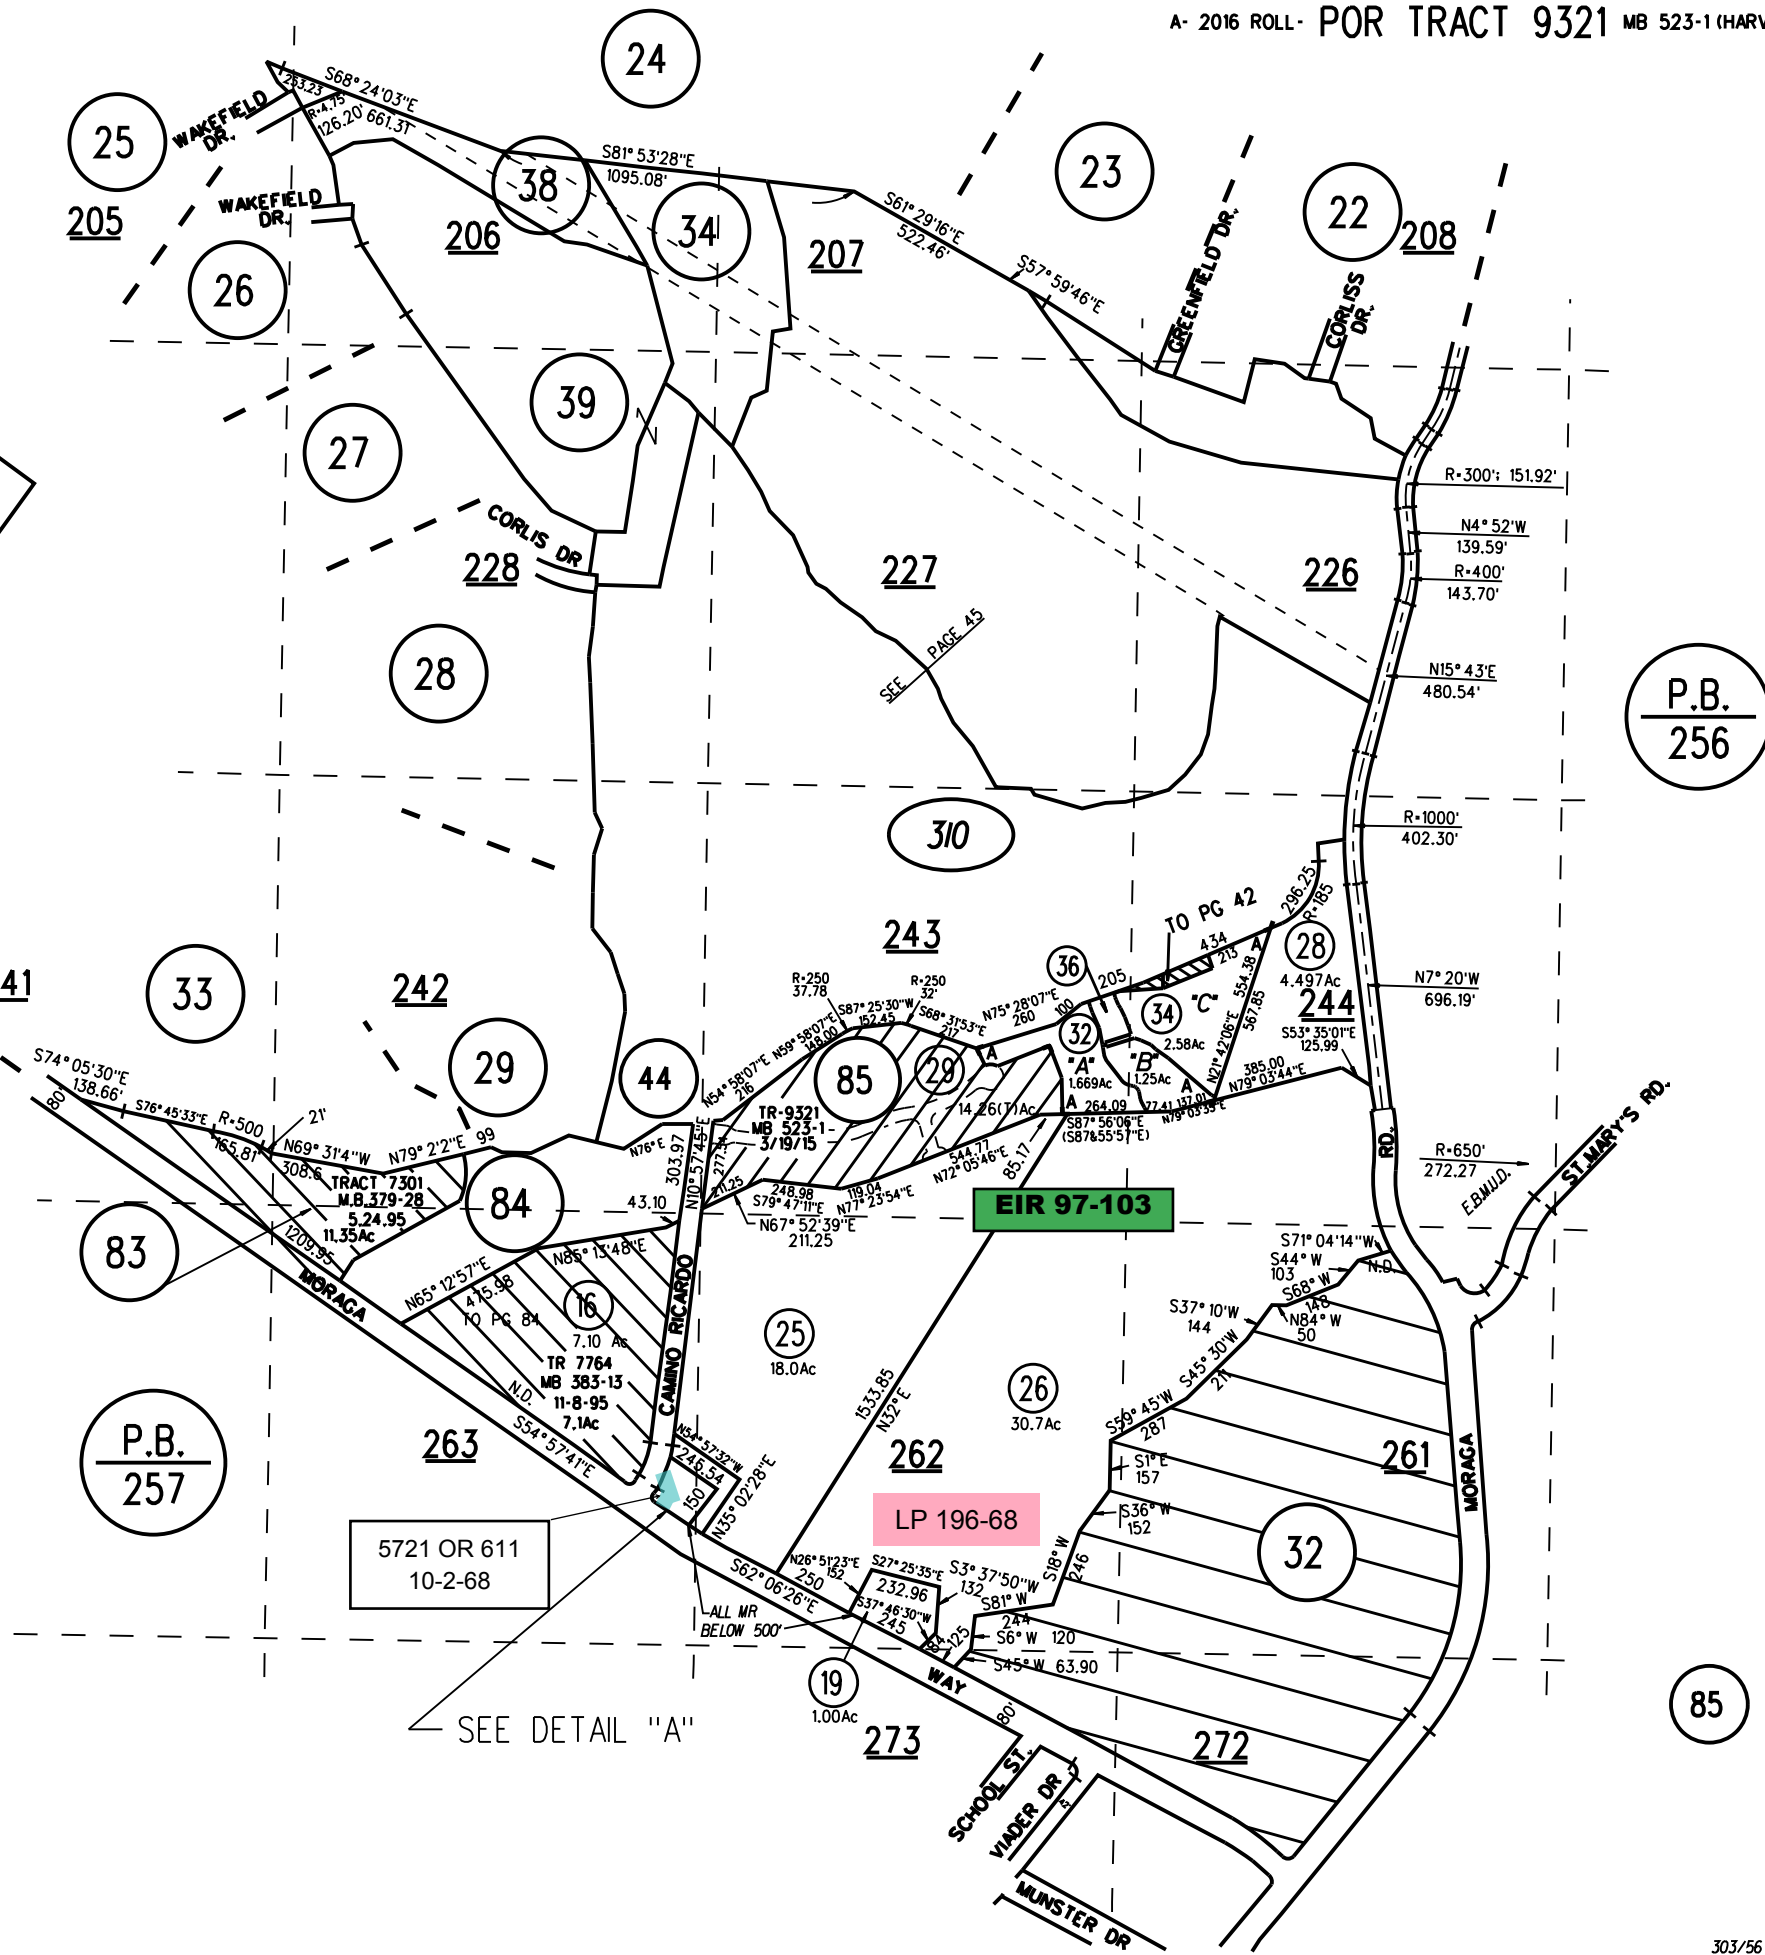 A- 2016 ROLL- POR TRACT 9321 MB 523-1 (HARV
24
25
WAKEFIELD
DR.
253.23
S68°24'03"E
R=4.75'
126.20'
661.31
38
S81°53'28"E
1095.08'
34
23
22
205
WAKEFIELD
DR.
206
207
S61°29'16"E
522.46'
208
S57°59'46"E
GREENFIELD DR.
CORLISS
DR.
26
39
27
R=300'; 151.92'
CORLIS DR
N4°52'W
139.59'
228
227
226
R=400'
143.70'
SEE PAGE 45
28
N15°43'E
480.54'
P.B.
256
310
R=1000'
402.30'
243
TO PG 42
296.25
R=185
434
213
A
28
4.497Ac
41
33
242
36
205
R=250
37.78
R=250
32'
N7°20'W
696.19'
S87°25'30"W
152.45
S68°31'53"E
217
N75°28'07"E
260
100
34
"C"
2.58Ac
554.38
567.85
N21°42'06"E
244
S53°35'01"E
125.99
32
"A"
1.669Ac
"B"
1.25Ac
A
A
A
385.00
N79°03'44"E
S74°05'30"E
138.66'
80'
29
44
N54°58'07"E
216
N59°58'07"E
148.00
85
29
14.26(T)Ac
264.09
77.41
137.01
N79°03'35"E
S87°56'06"E
(S87&55'57"E)
S76°45'33"E
R=500
21'
165.81'
N69°31'4"W
308.6
N79°2'2"E 99
N76°E
303.97
N10°57'45"E
277.31
TR-9321
MB 523-1
3/19/15
544.77
N72°05'46"E
85.17
RD.
R=650'
272.27
E.B.M.U.D.
ST. MARY'S RD.
TRACT 7301
M.B.379-28
5.24.95
11.35Ac
84
43.10
211.25
248.98
S79°47'11"E
119.04
N77°23'54"E
N67°52'39"E
211.25
EIR 97-103
83
1209.95
MORAGA
N65°12'57"E
475.98
N85°13'48"E
TO PG 84
16
7.10 Ac
TR 7764
MB 383-13
11-8-95
7.1Ac
N.D.
S54°57'41"E
CAMINO RICARDO
25
18.0Ac
1533.85
N32°E
26
30.7Ac
S71°04'14"W
N.D.
S44°W
103
S68°W
148
N84°W
50
S37°10'W
144
S45°30'W
211
S59°45'W
287
S1°E
157
P.B.
257
263
N54°57'32"W
245.54
150
N35°02'28"E
262
261
MORAGA
S36°W
152
32
LP 196-68
5721 OR 611
10-2-68
S62°06'26"E
ALL MR
BELOW 500'
N26°51'23"E
152
250
S27°25'35"E
232.96
S37°46'30"W
245
S3°37'50"W
132
S18°W
246
S81°W
244
S6°W 120
125
S45°W 63.90
19
1.00Ac
WAY
80'
85
SEE DETAIL "A"
273
272
SCHOOL ST.
VIADER DR
42'
MUNSTER DR
303/56